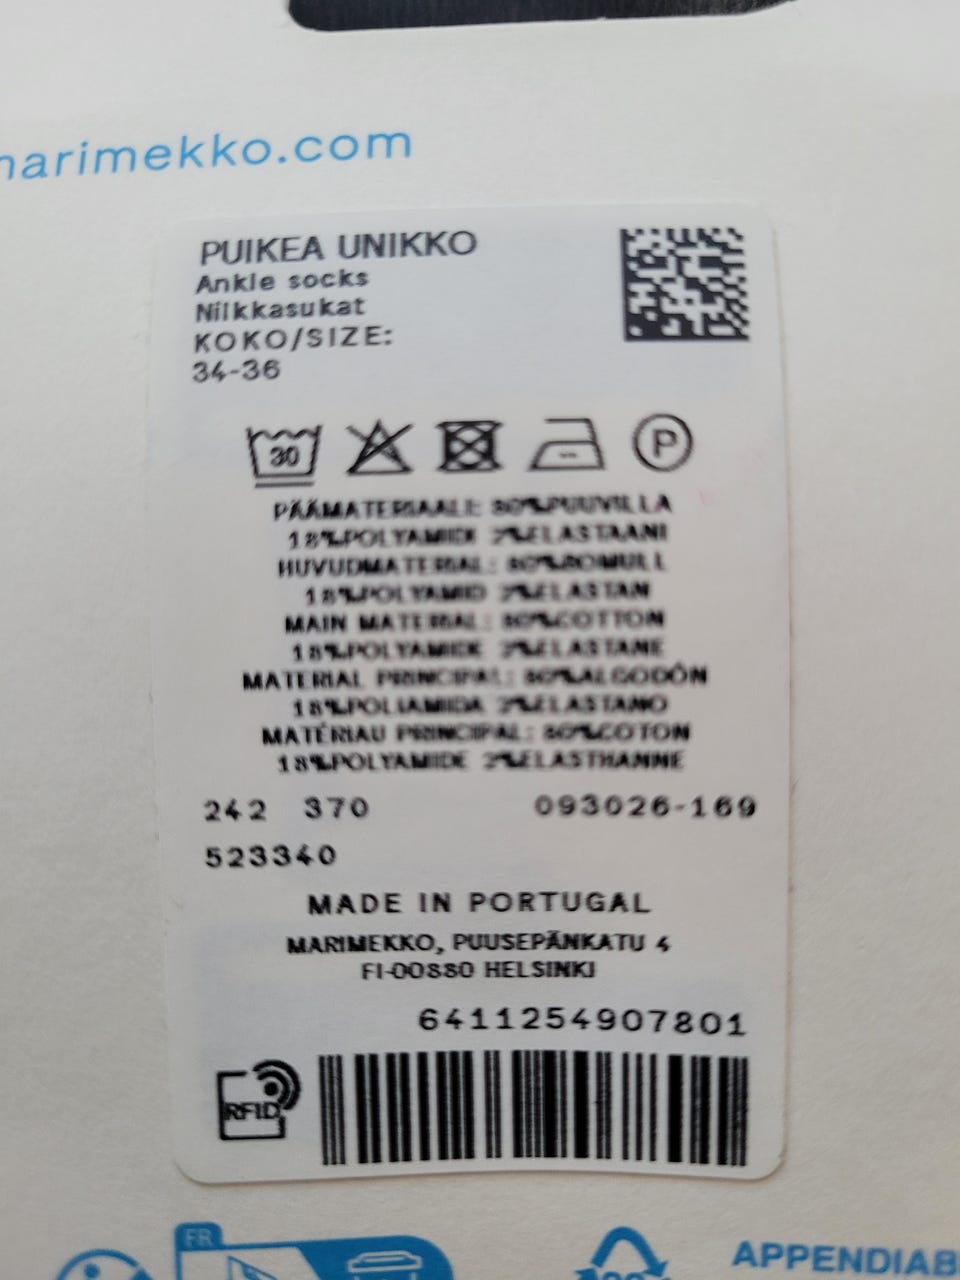 marimekko.com
PUIKEA UNIKKO
Ankle socks
Nilkkasukat
KOKO/SIZE:
34-36
30
P
PÄÄMATERIAALI: 80%PUUVILLA
18%POLYAMIDI 2%ELASTAANI
HUVUDMATERIAL: 80%BOMULL
18%POLYAMID 2%ELASTAN
MAIN MATERIAL: 80%COTTON
18%POLYAMIDE 2%ELASTANE
MATERIAL PRINCIPAL: 80%ALGODÓN
18%POLIAMIDA 2%ELASTANO
MATÉRIAU PRINCIPAL: 80%COTON
18%POLYAMIDE 2%ELASTHANNE
242 370 093026-169
523340
MADE IN PORTUGAL
MARIMEKKO, PUUSEPÄNKATU 4
FI-00880 HELSINKI
6411254907801
RFID
FR
APPENDIAB